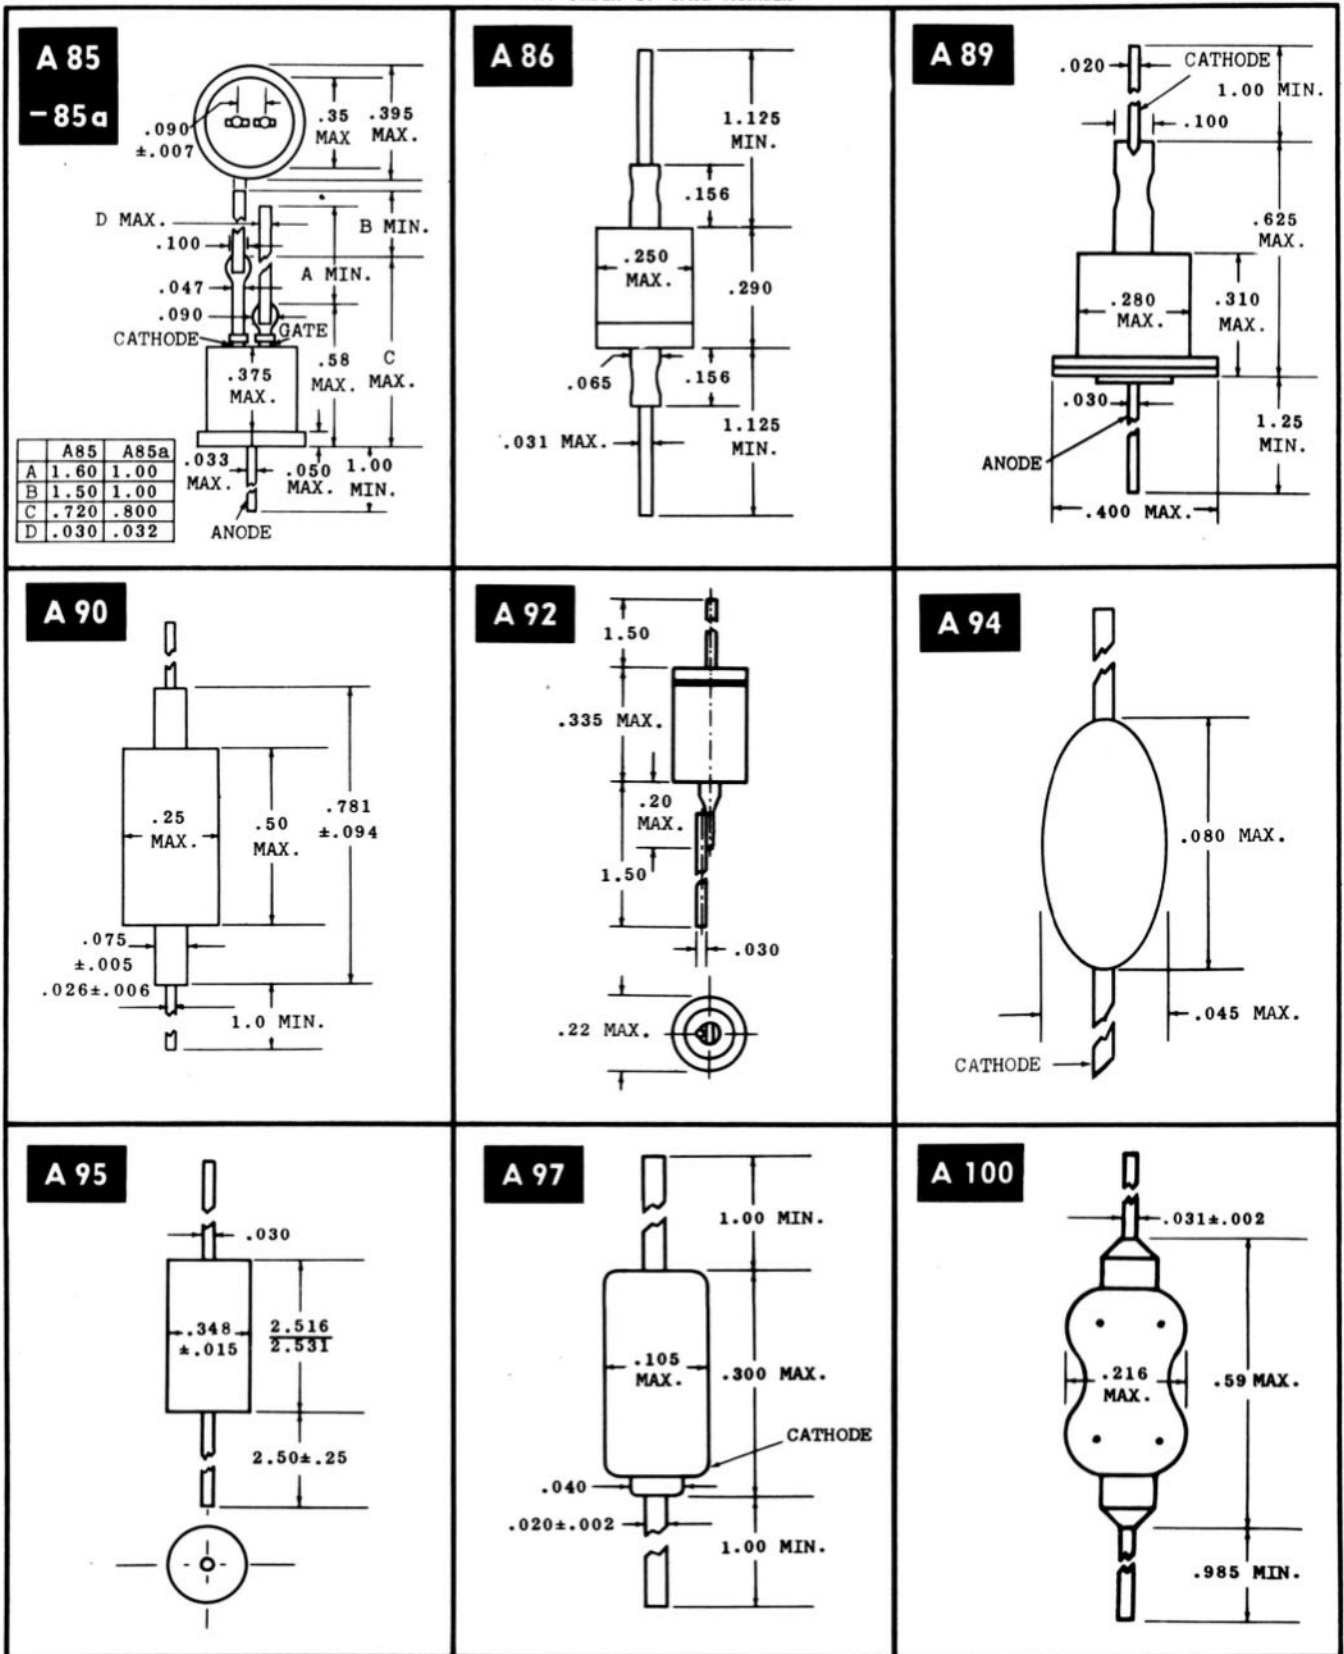 A 85
-85a
.090
±.007
.35
MAX
.395
MAX.
D MAX.
B MIN.
.100
A MIN.
.047
.090
CATHODE
GATE
.375
MAX.
.58
MAX.
C
MAX.
A85 A85a
A 1.60 1.00
B 1.50 1.00
C .720 .800
D .030 .032
.033
MAX.
.050
MAX.
1.00
MIN.
ANODE
A 86
1.125
MIN.
.156
.250
MAX.
.290
.065
.156
.031 MAX.
1.125
MIN.
A 89
.020
CATHODE
1.00 MIN.
.100
.625
MAX.
.280
MAX.
.310
MAX.
.030
1.25
MIN.
ANODE
.400 MAX.
A 90
.25
MAX.
.50
MAX.
.781
±.094
.075
±.005
.026±.006
1.0 MIN.
A 92
1.50
.335 MAX.
.20
MAX.
1.50
.030
.22 MAX.
A 94
.080 MAX.
.045 MAX.
CATHODE
A 95
.030
.348
±.015
2.516
2.531
2.50±.25
A 97
1.00 MIN.
.105
MAX.
.300 MAX.
CATHODE
.040
.020±.002
1.00 MIN.
A 100
.031±.002
.216
MAX.
.59 MAX.
.985 MIN.